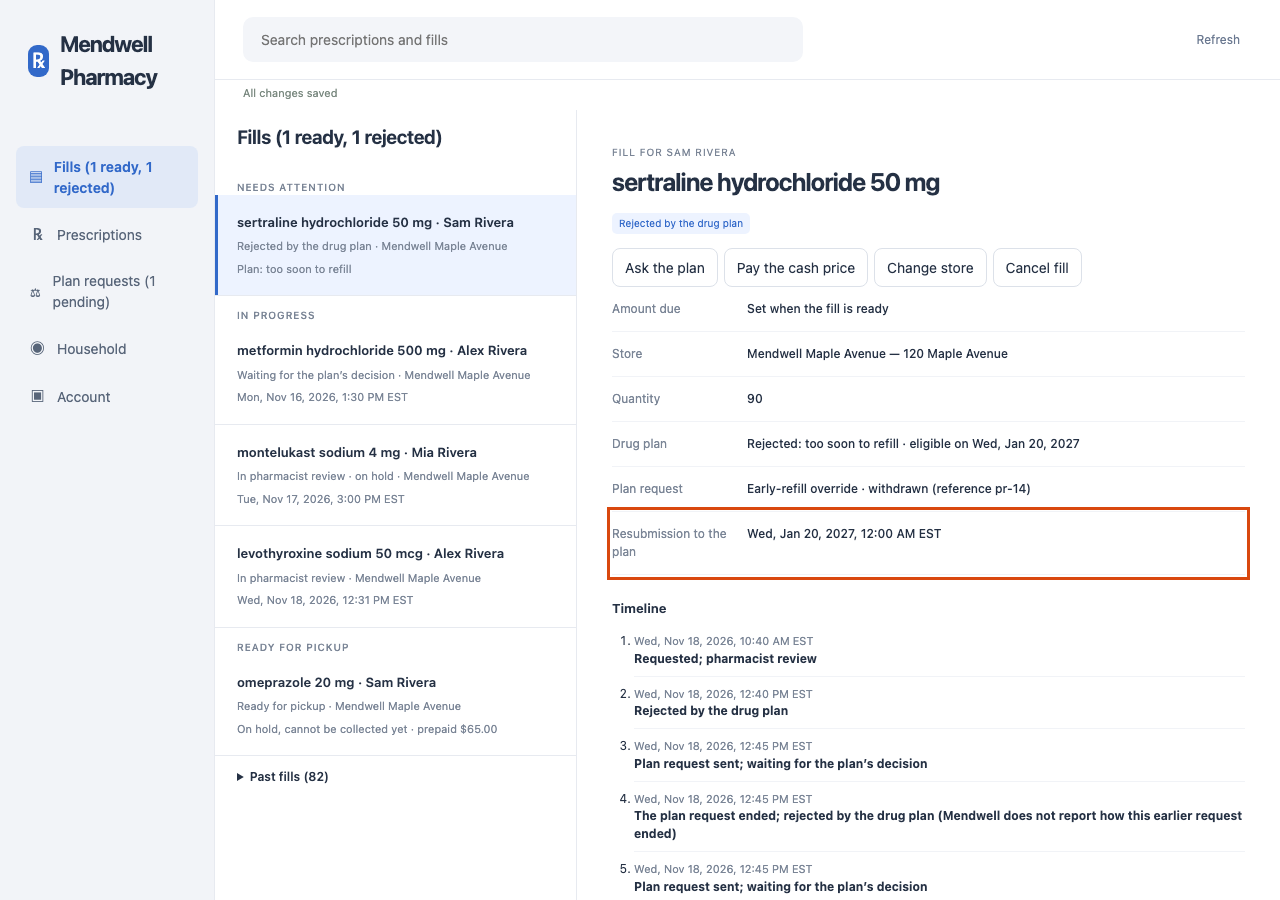 ℞
Mendwell
Pharmacy
Fills (1 ready, 1
rejected)
℞ Prescriptions
Plan requests (1
pending)
Household
Account
Search prescriptions and fills
Refresh
All changes saved
Fills (1 ready, 1 rejected)
NEEDS ATTENTION
sertraline hydrochloride 50 mg · Sam Rivera
Rejected by the drug plan · Mendwell Maple Avenue
Plan: too soon to refill
IN PROGRESS
metformin hydrochloride 500 mg · Alex Rivera
Waiting for the plan’s decision · Mendwell Maple Avenue
Mon, Nov 16, 2026, 1:30 PM EST
montelukast sodium 4 mg · Mia Rivera
In pharmacist review · on hold · Mendwell Maple Avenue
Tue, Nov 17, 2026, 3:00 PM EST
levothyroxine sodium 50 mcg · Alex Rivera
In pharmacist review · Mendwell Maple Avenue
Wed, Nov 18, 2026, 12:31 PM EST
READY FOR PICKUP
omeprazole 20 mg · Sam Rivera
Ready for pickup · Mendwell Maple Avenue
On hold, cannot be collected yet · prepaid $65.00
Past fills (82)
FILL FOR SAM RIVERA
sertraline hydrochloride 50 mg
Rejected by the drug plan
Ask the plan Pay the cash price Change store Cancel fill
Amount due Set when the fill is ready
Store Mendwell Maple Avenue — 120 Maple Avenue
Quantity 90
Drug plan Rejected: too soon to refill · eligible on Wed, Jan 20, 2027
Plan request Early-refill override · withdrawn (reference pr-14)
Resubmission to the Wed, Jan 20, 2027, 12:00 AM EST
plan
Timeline
1. Wed, Nov 18, 2026, 10:40 AM EST
Requested; pharmacist review
2. Wed, Nov 18, 2026, 12:40 PM EST
Rejected by the drug plan
3. Wed, Nov 18, 2026, 12:45 PM EST
Plan request sent; waiting for the plan’s decision
4. Wed, Nov 18, 2026, 12:45 PM EST
The plan request ended; rejected by the drug plan (Mendwell does not report how this earlier request
ended)
5. Wed, Nov 18, 2026, 12:45 PM EST
Plan request sent; waiting for the plan’s decision